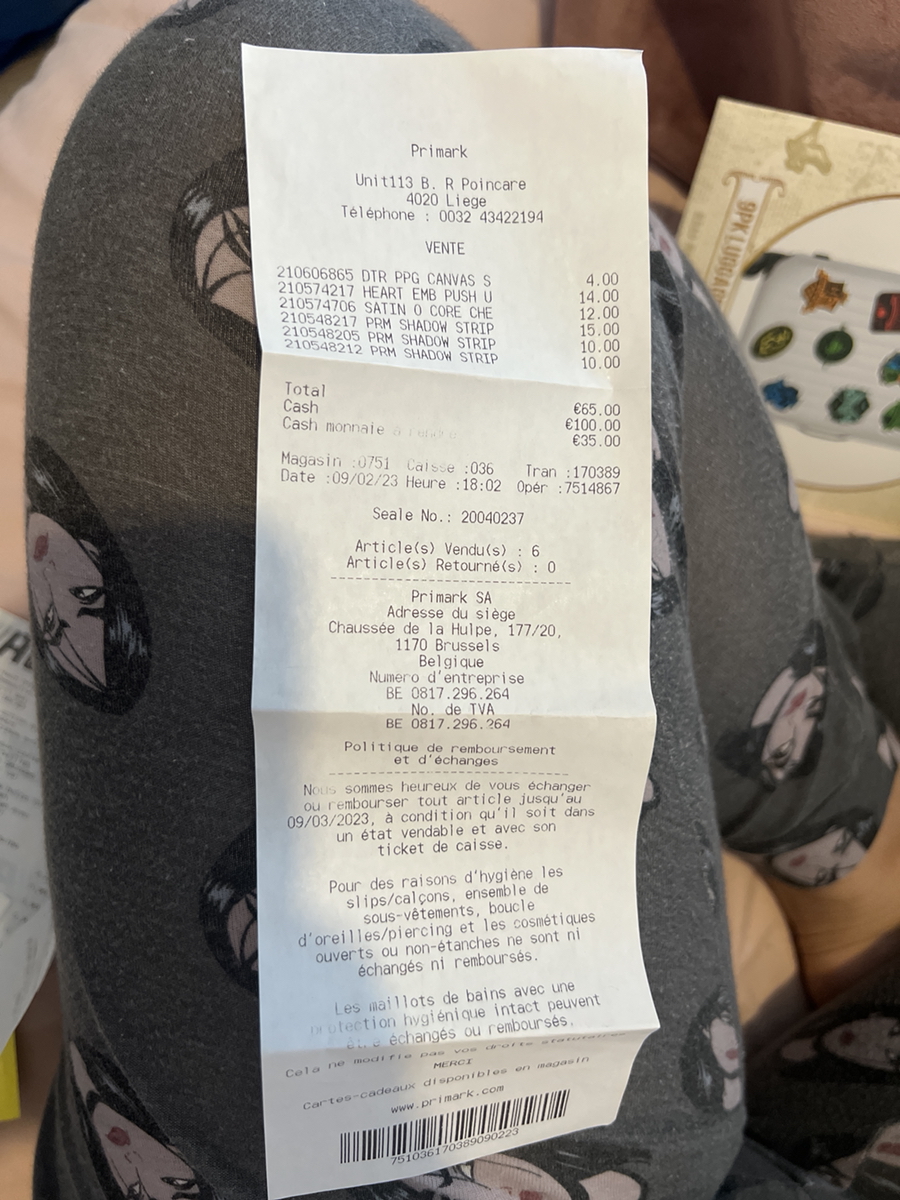 Primark
Unit113 B. R Poincare
4020 Liege
Téléphone : 0032 43422194
VENTE
210606865 DTR PPG CANVAS S 4.00
210574217 HEART EMB PUSH U 14.00
210574706 SATIN O CORE CHE 12.00
210548217 PRM SHADOW STRIP 15.00
210548205 PRM SHADOW STRIP 10.00
210548212 PRM SHADOW STRIP 10.00
Total €65.00
Cash €100.00
Cash monnaie à rendre €35.00
Magasin :0751 Caisse :036 Tran :170389
Date :09/02/23 Heure :18:02 Opér :7514867
Seale No.: 20040237
Article(s) Vendu(s) : 6
Article(s) Retourné(s) : 0
Primark SA
Adresse du siège
Chaussée de la Hulpe, 177/20,
1170 Brussels
Belgique
Numero d'entreprise
BE 0817.296.264
No. de TVA
BE 0817.296.264
Politique de remboursement
et d'échanges
Nous sommes heureux de vous échanger
ou rembourser tout article jusqu'au
09/03/2023, à condition qu'il soit dans
un état vendable et avec son
ticket de caisse.
Pour des raisons d'hygiène les
slips/calçons, ensemble de
sous-vêtements, boucle
d'oreilles/piercing et les cosmétiques
ouverts ou non-étanches ne sont ni
échangés ni remboursés.
Les maillots de bains avec une
protection hygiénique intact peuvent
être échangés ou remboursés.
Cela ne modifie pas vos droits statutaires
MERCI
Cartes-cadeaux disponibles en magasin
www.primark.com
751036170389090223
9PK LUGGAG